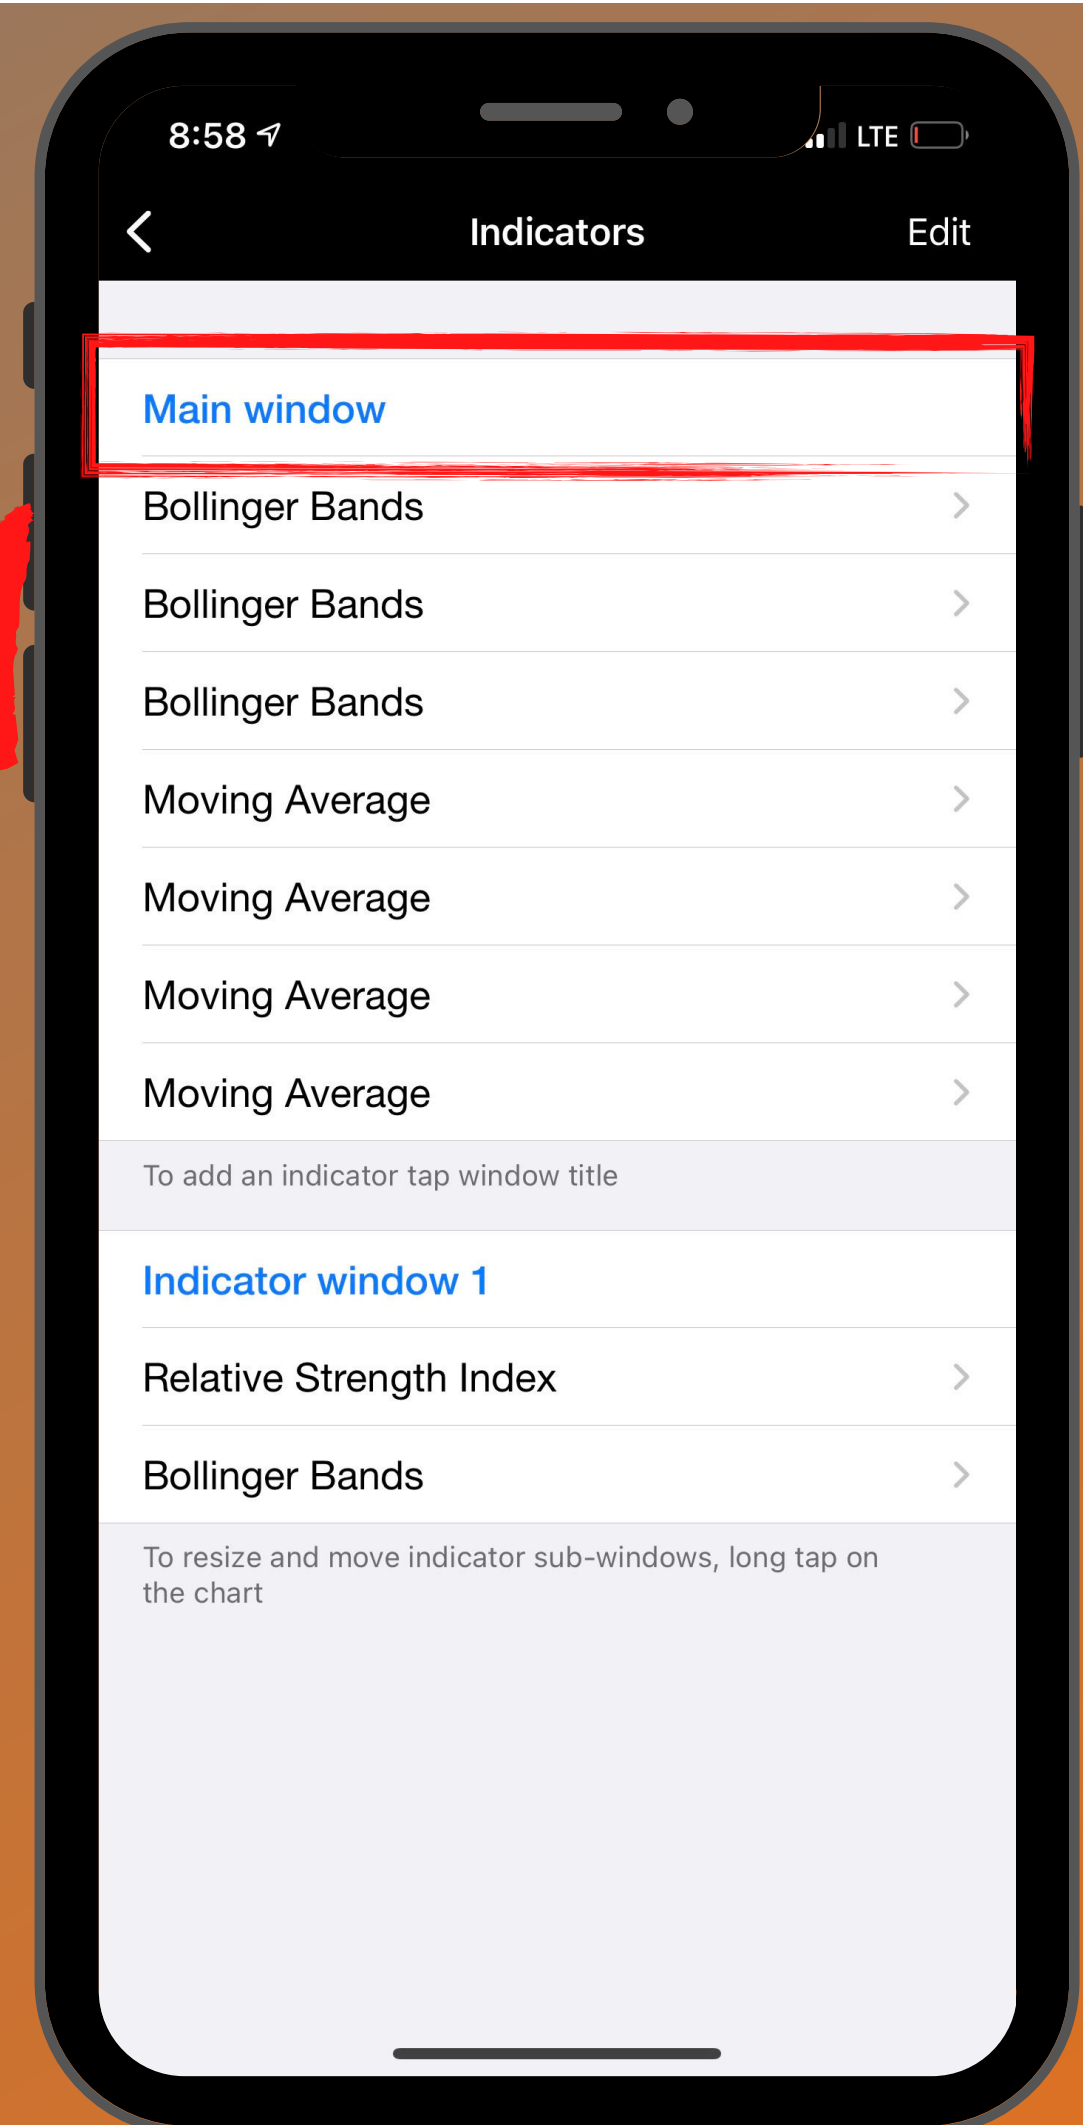 8:58
LTE
Indicators
Edit
Main window
Bollinger Bands
Bollinger Bands
Bollinger Bands
Moving Average
Moving Average
Moving Average
Moving Average
To add an indicator tap window title
Indicator window 1
Relative Strength Index
Bollinger Bands
To resize and move indicator sub-windows, long tap on
the chart